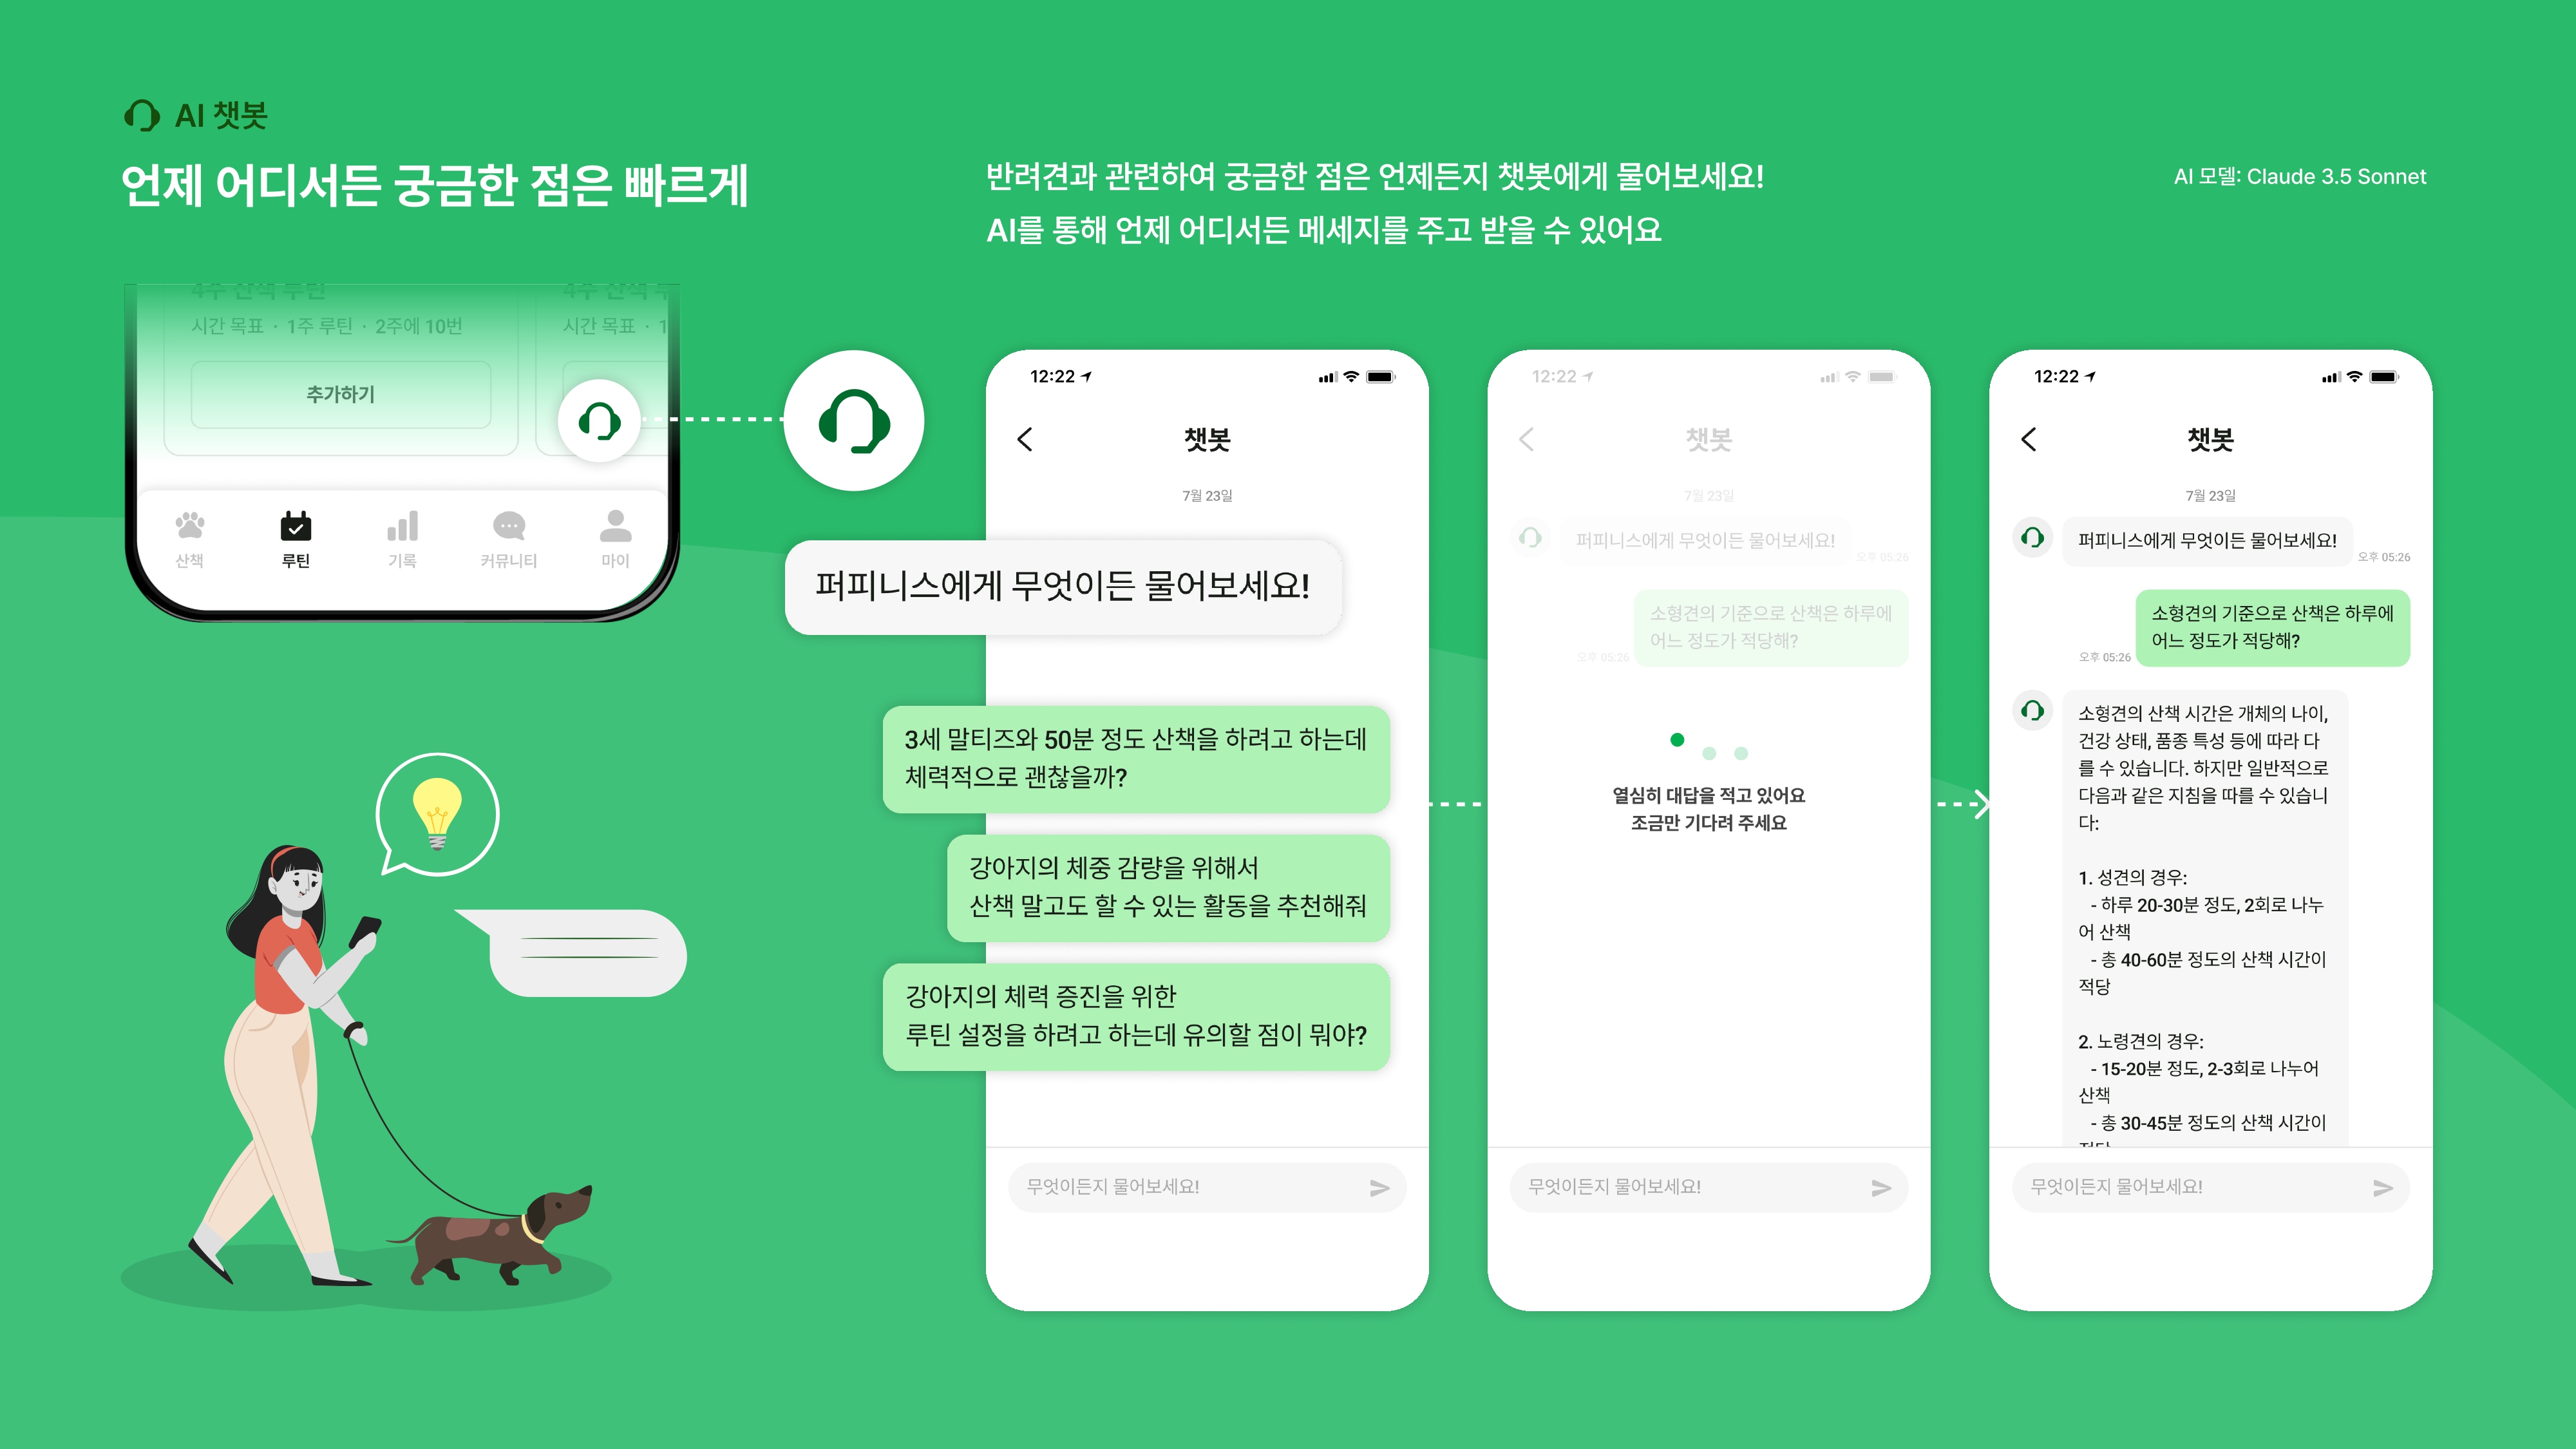 AI 챗봇
언제 어디서든 궁금한 점은 빠르게
반려견과 관련하여 궁금한 점은 언제든지 챗봇에게 물어보세요!
AI를 통해 언제 어디서든 메세지를 주고 받을 수 있어요
AI 모델: Claude 3.5 Sonnet
4주 산책 루틴
시간 목표 · 1주 루틴 · 2주에 10번
추가하기
4주 산책
시간 목표 · 1
산책
루틴
기록
커뮤니티
마이
12:22
챗봇
7월 23일
퍼피니스에게 무엇이든 물어보세요!
3세 말티즈와 50분 정도 산책을 하려고 하는데
체력적으로 괜찮을까?
강아지의 체중 감량을 위해서
산책 말고도 할 수 있는 활동을 추천해줘
강아지의 체력 증진을 위한
루틴 설정을 하려고 하는데 유의할 점이 뭐야?
무엇이든지 물어보세요!
12:22
챗봇
7월 23일
퍼피니스에게 무엇이든 물어보세요!
오후 05:26
소형견의 기준으로 산책은 하루에
어느 정도가 적당해?
오후 05:26
열심히 대답을 적고 있어요
조금만 기다려 주세요
무엇이든지 물어보세요!
12:22
챗봇
7월 23일
퍼피니스에게 무엇이든 물어보세요!
오후 05:26
소형견의 기준으로 산책은 하루에
어느 정도가 적당해?
오후 05:26
소형견의 산책 시간은 개체의 나이,
건강 상태, 품종 특성 등에 따라 다
를 수 있습니다. 하지만 일반적으로
다음과 같은 지침을 따를 수 있습니
다:
1. 성견의 경우:
- 하루 20-30분 정도, 2회로 나누
어 산책
- 총 40-60분 정도의 산책 시간이
적당
2. 노령견의 경우:
- 15-20분 정도, 2-3회로 나누어
산책
- 총 30-45분 정도의 산책 시간이
무엇이든지 물어보세요!